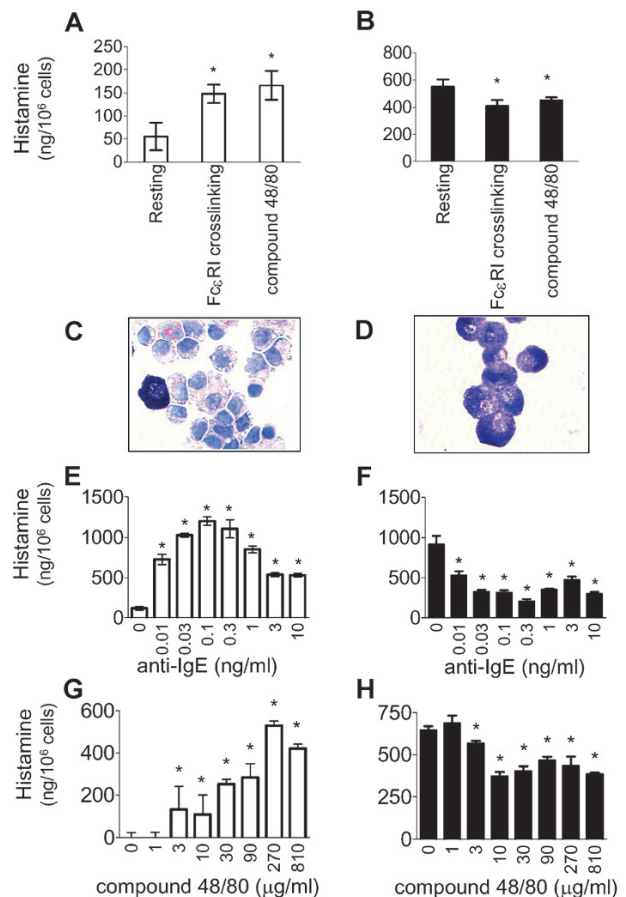 A
Histamine
(ng/10⁶ cells)
250
200
150
100
50
0
Resting
FcεRI crosslinking
compound 48/80
B
800
600
400
200
0
Resting
FcεRI crosslinking
compound 48/80
C
D
E
Histamine
(ng/10⁶ cells)
1500
1000
500
0
* * * * * * *
0 0.01 0.03 0.1 0.3 1 3 10
anti-IgE (ng/ml)
F
1500
1000
500
0
* * * * * * *
0 0.01 0.03 0.1 0.3 1 3 10
anti-IgE (ng/ml)
G
Histamine
(ng/10⁶ cells)
600
400
200
0
* * * * * *
0 1 3 10 30 90 270 810
compound 48/80 (μg/ml)
H
750
500
250
0
* * * * * *
0 1 3 10 30 90 270 810
compound 48/80 (μg/ml)